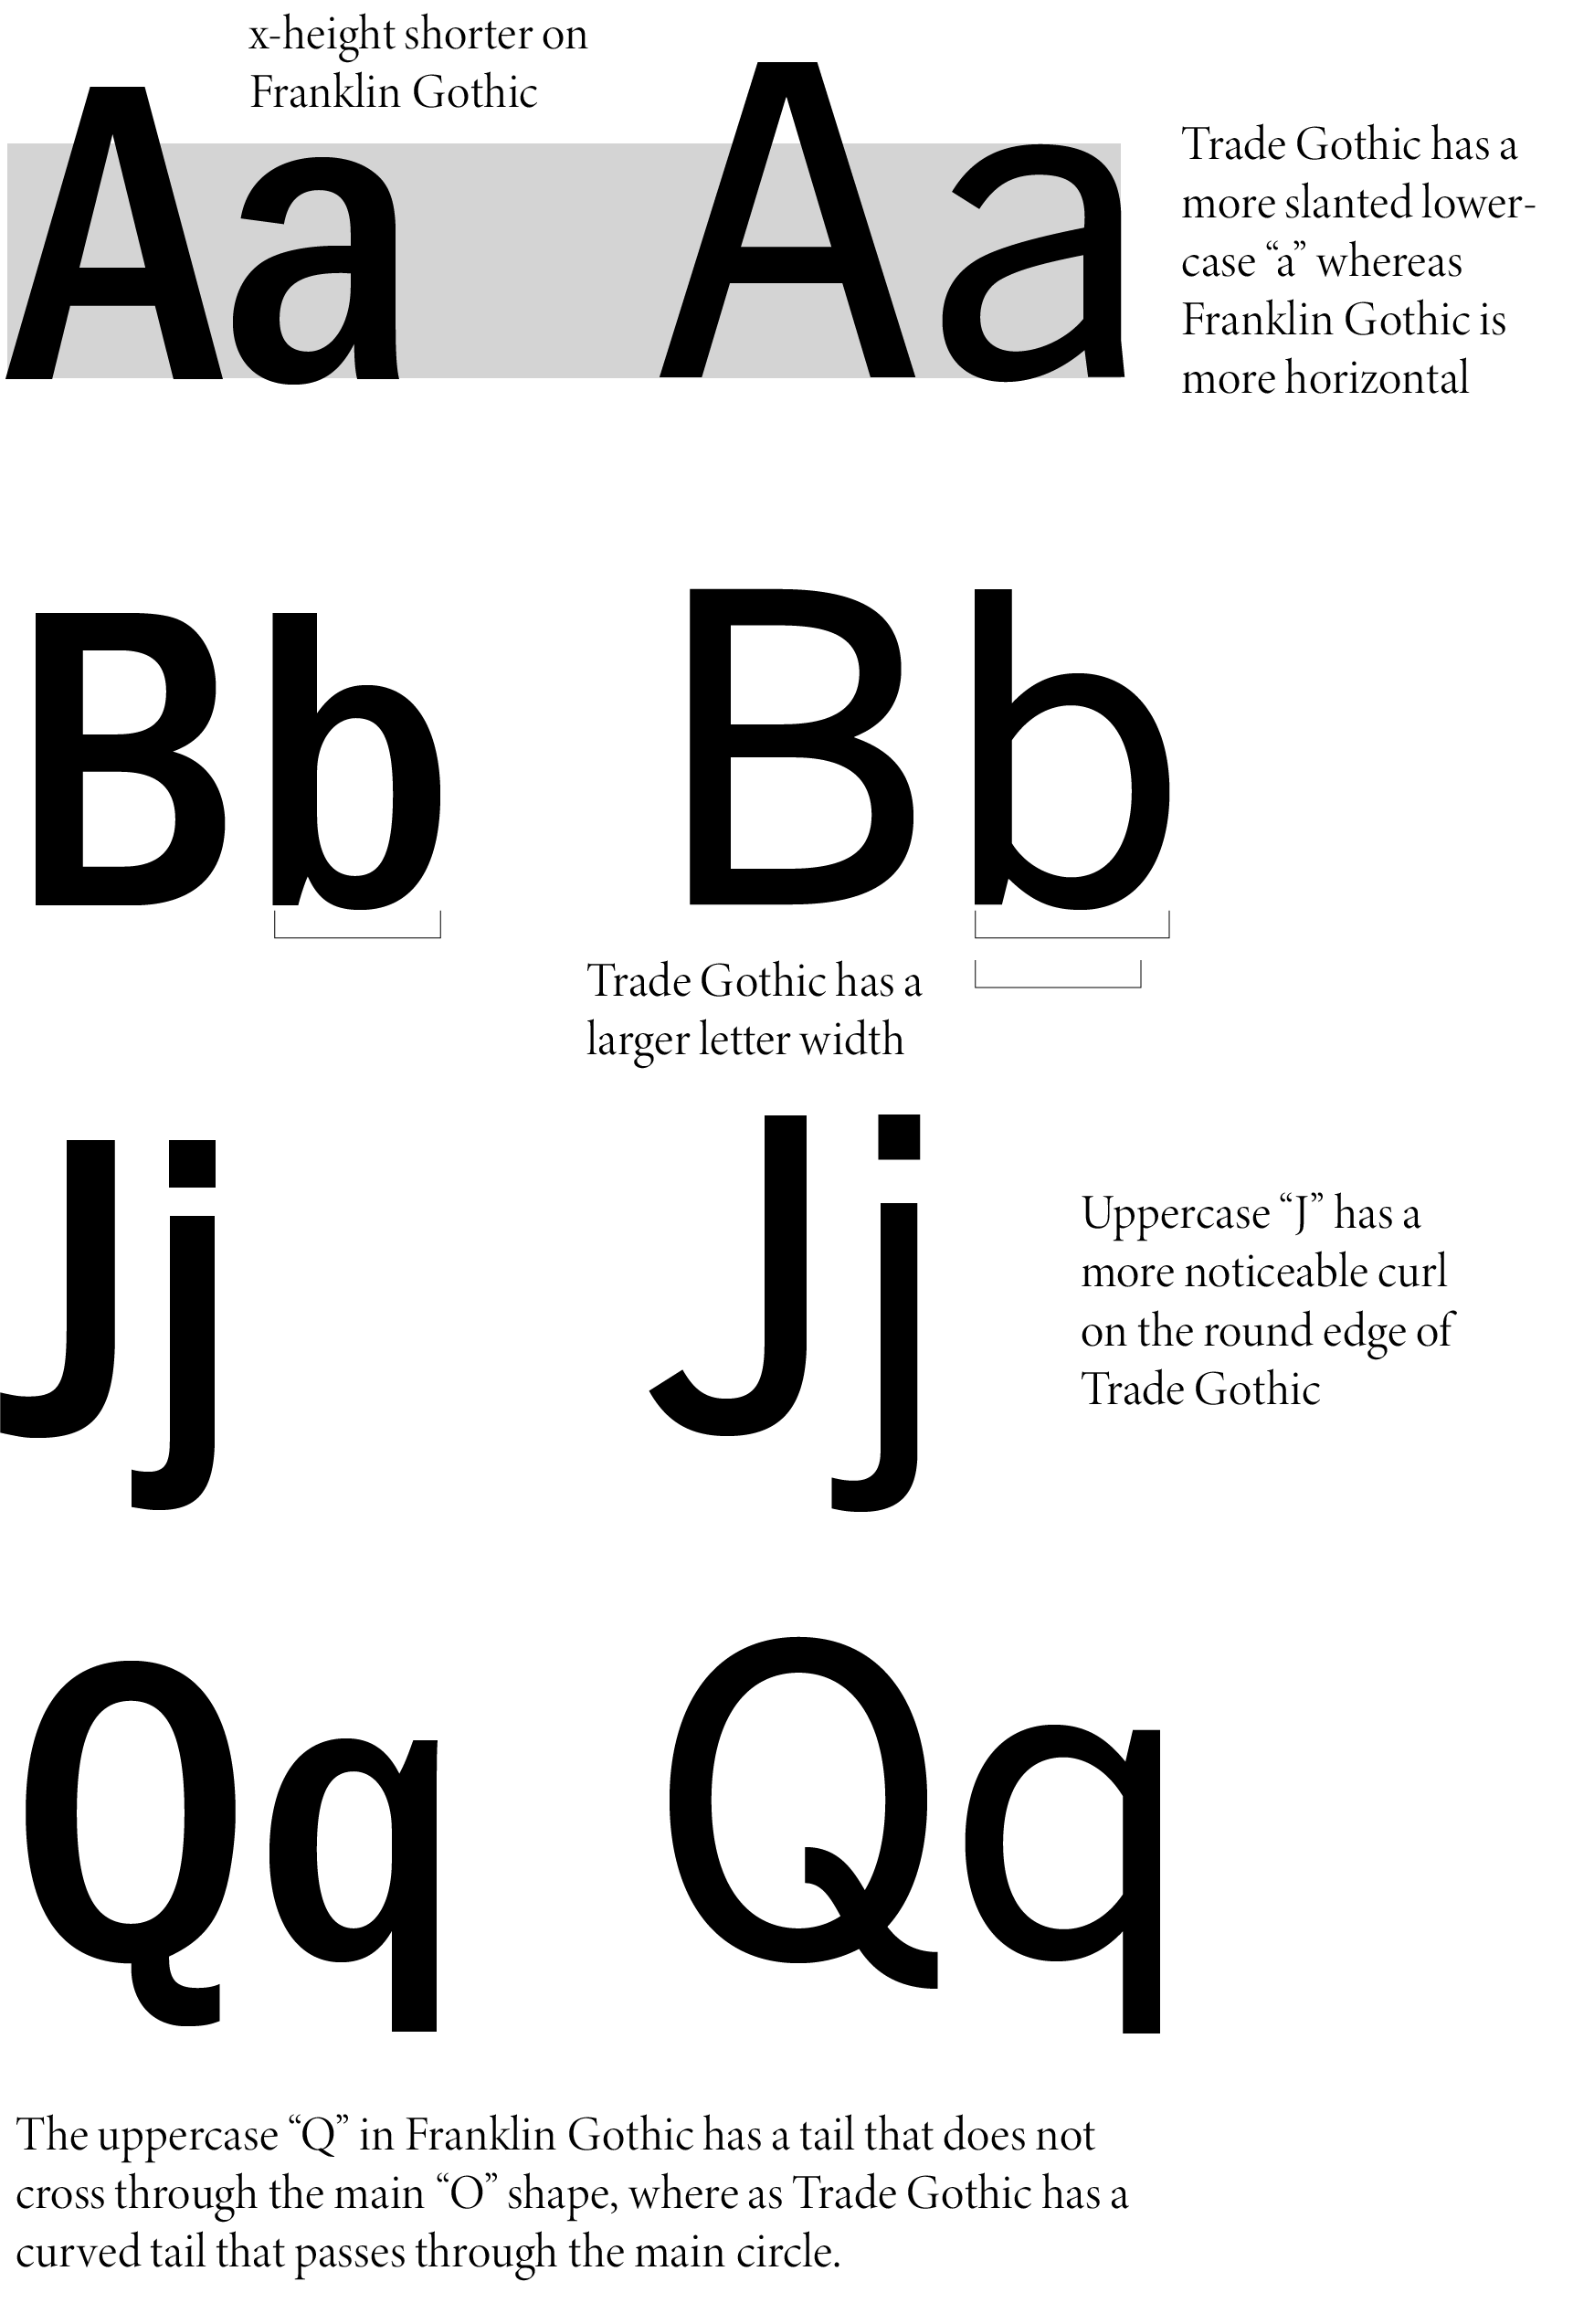 x-height shorter on
Franklin Gothic
Aa Aa
Trade Gothic has a
more slanted lower-
case “a” whereas
Franklin Gothic is
more horizontal
Bb Bb
Trade Gothic has a
larger letter width
Jj Jj
Uppercase “J” has a
more noticeable curl
on the round edge of
Trade Gothic
Qq Qq
The uppercase “Q” in Franklin Gothic has a tail that does not
cross through the main “O” shape, where as Trade Gothic has a
curved tail that passes through the main circle.